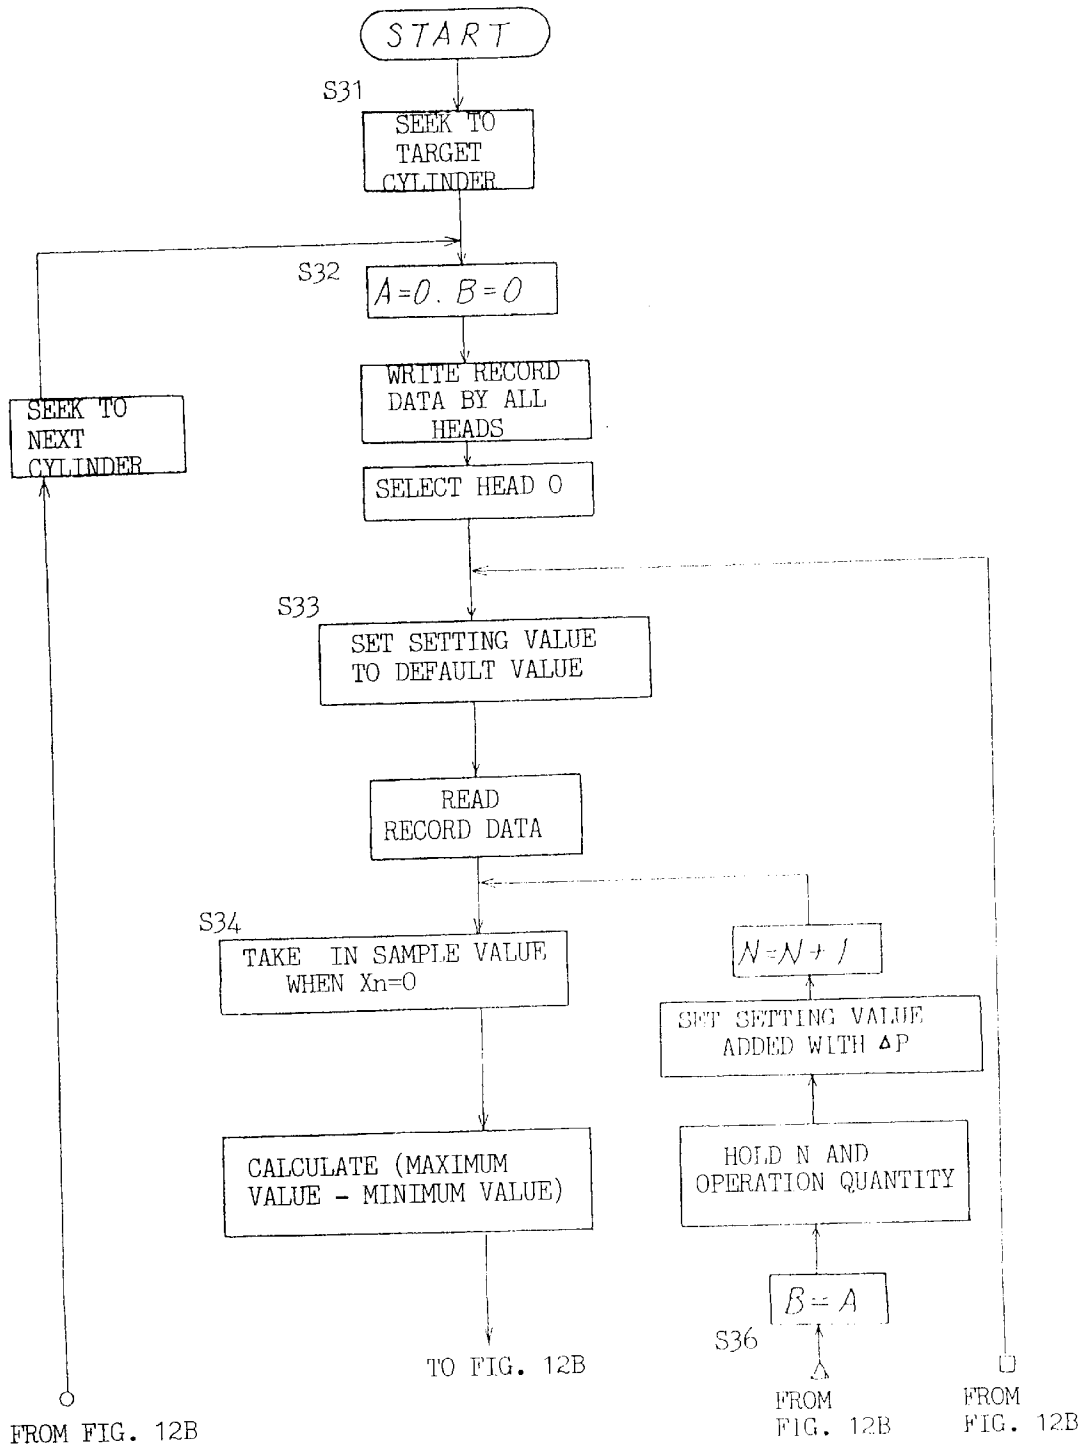 START
S31
SEEK TO
TARGET
CYLINDER
S32
A=0. B=0
WRITE RECORD
DATA BY ALL
HEADS
SEEK TO
NEXT
CYLINDER
SELECT HEAD 0
S33
SET SETTING VALUE
TO DEFAULT VALUE
READ
RECORD DATA
S34
TAKE IN SAMPLE VALUE
WHEN Xn=0
N=N+1
SET SETTING VALUE
ADDED WITH ΔP
CALCULATE (MAXIMUM
VALUE - MINIMUM VALUE)
HOLD N AND
OPERATION QUANTITY
B=A
S36
TO FIG. 12B
FROM
FIG. 12B
FROM
FIG. 12B
FROM FIG. 12B